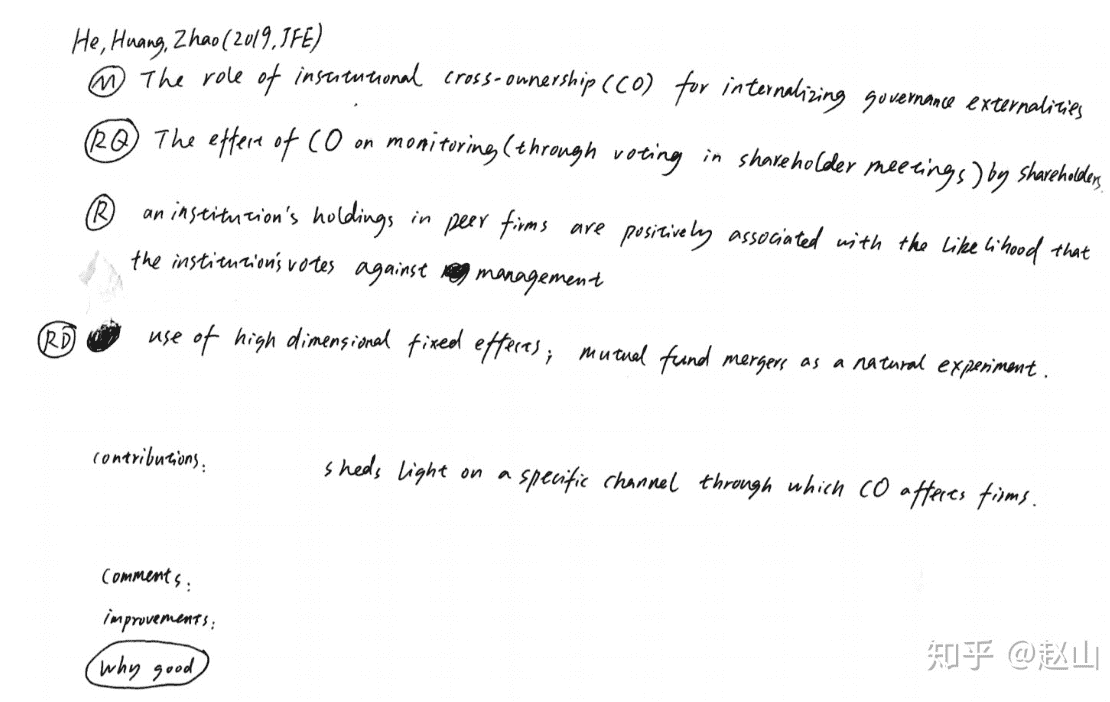 He, Huang, Zhao (2019, JFE)
M The role of institutional cross-ownership (CO) for internalizing governance externalities
RQ The effect of CO on monitoring (through voting in shareholder meetings) by shareholders.
R an institution's holdings in peer firms are positively associated with the likelihood that
the institution's votes against management
RD use of high dimensional fixed effects; mutual fund mergers as a natural experiment.
contributions: sheds light on a specific channel through which CO affects firms.
comments:
improvements:
why good
知乎 @赵山